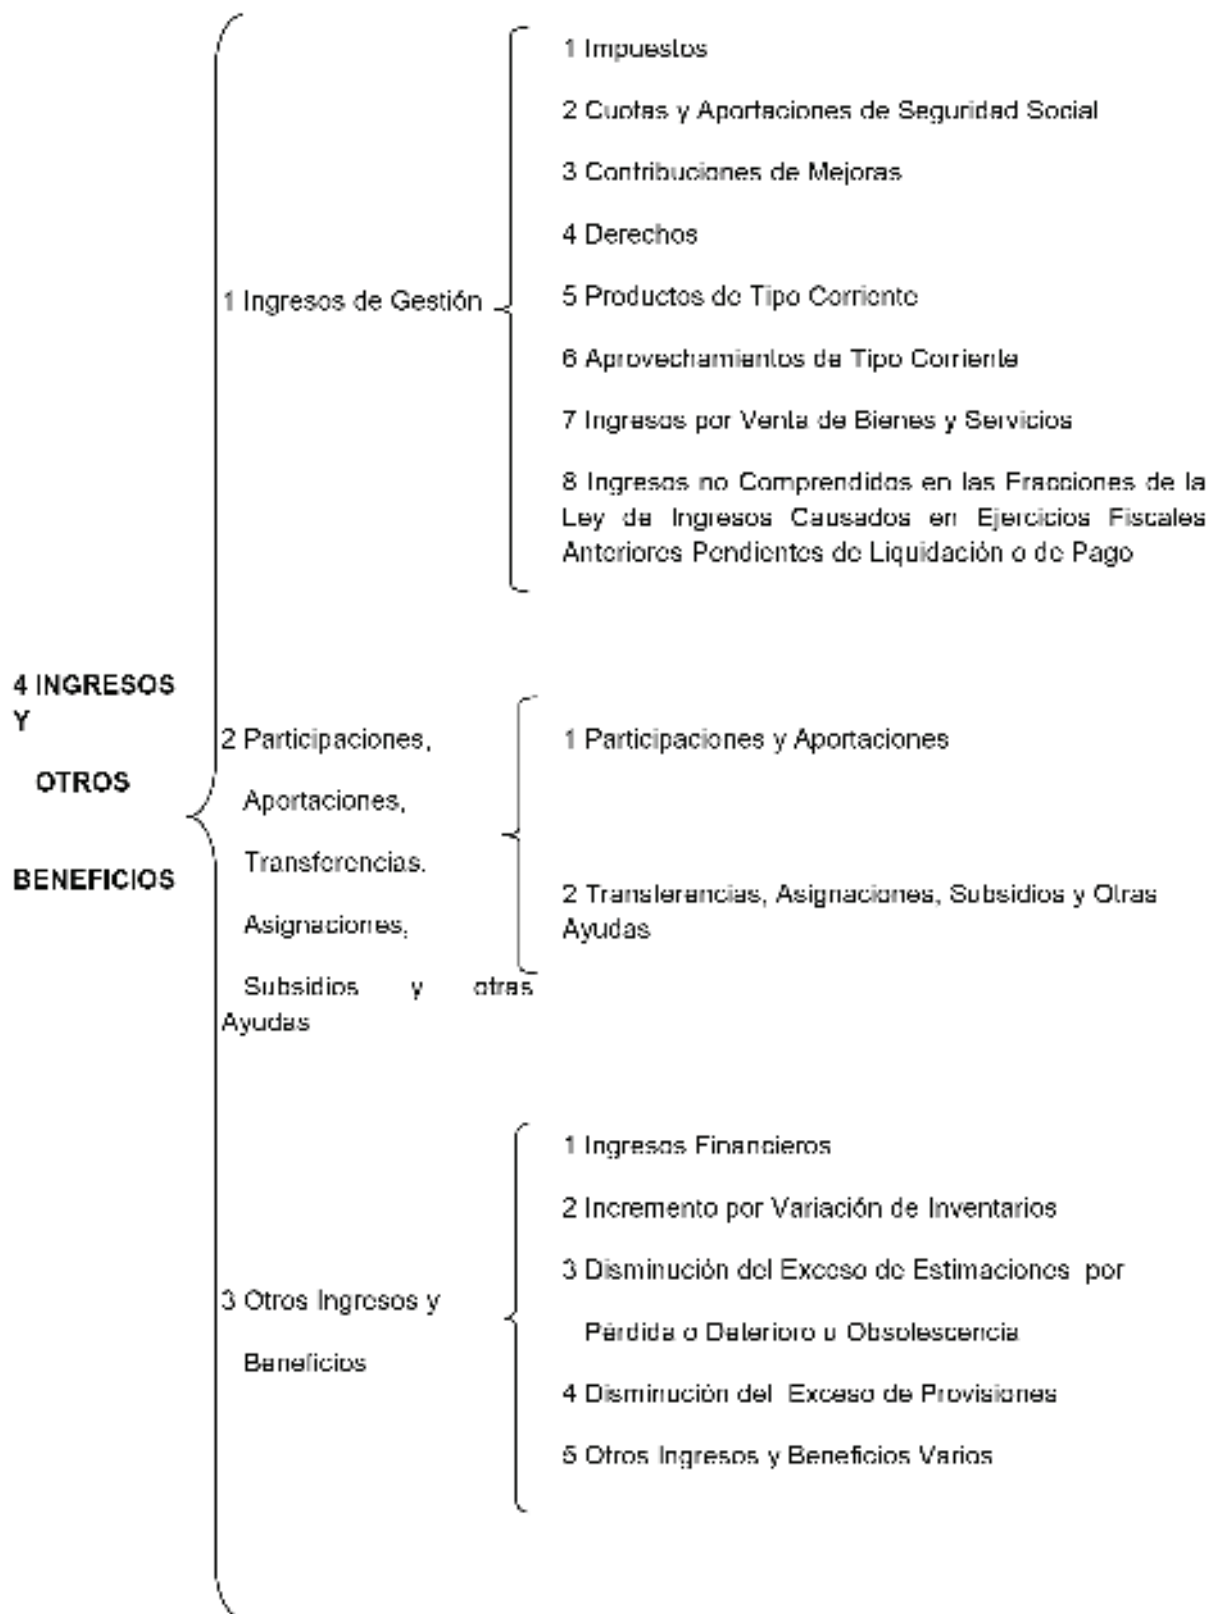 4 INGRESOS
Y
OTROS
BENEFICIOS
1 Ingresos de Gestión
1 Impuestos
2 Cuotas y Aportaciones de Seguridad Social
3 Contribuciones de Mejoras
4 Derechos
5 Productos de Tipo Corriente
6 Aprovechamientos de Tipo Corriente
7 Ingresos por Venta de Bienes y Servicios
8 Ingresos no Comprendidos en las Fracciones de la
Ley de Ingresos Causados en Ejercicios Fiscales
Anteriores Pendientes de Liquidación o de Pago
2 Participaciones,
Aportaciones,
Transferencias.
Asignaciones,
Subsidios y otras
Ayudas
1 Participaciones y Aportaciones
2 Transferencias, Asignaciones, Subsidios y Otras
Ayudas
3 Otros Ingresos y
Beneficios
1 Ingresos Financieros
2 Incremento por Variación de Inventarios
3 Disminución del Exceso de Estimaciones por
Pérdida o Deterioro u Obsolescencia
4 Disminución del Exceso de Provisiones
5 Otros Ingresos y Beneficios Varios